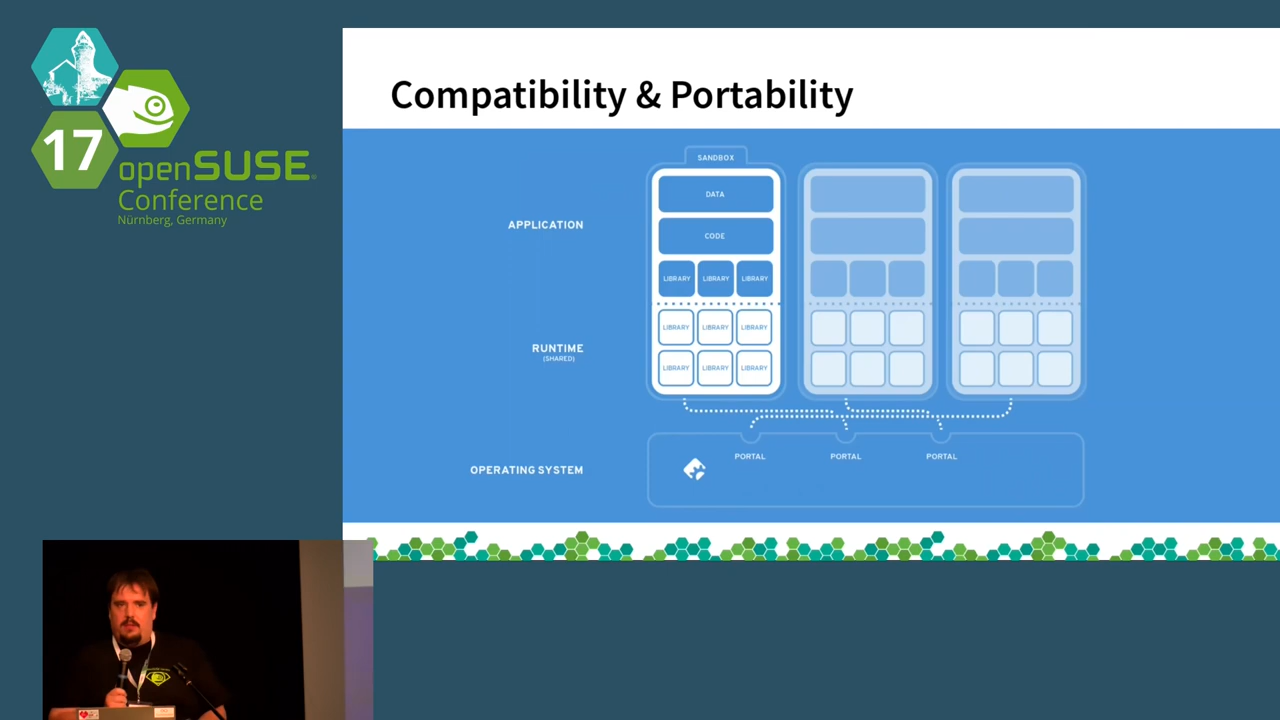 17
openSUSE
Conference
Nürnberg, Germany
Compatibility & Portability
SANDBOX
DATA
APPLICATION
CODE
LIBRARY LIBRARY LIBRARY
LIBRARY LIBRARY LIBRARY
RUNTIME
(SHARED)
LIBRARY LIBRARY LIBRARY
PORTAL PORTAL PORTAL
OPERATING SYSTEM